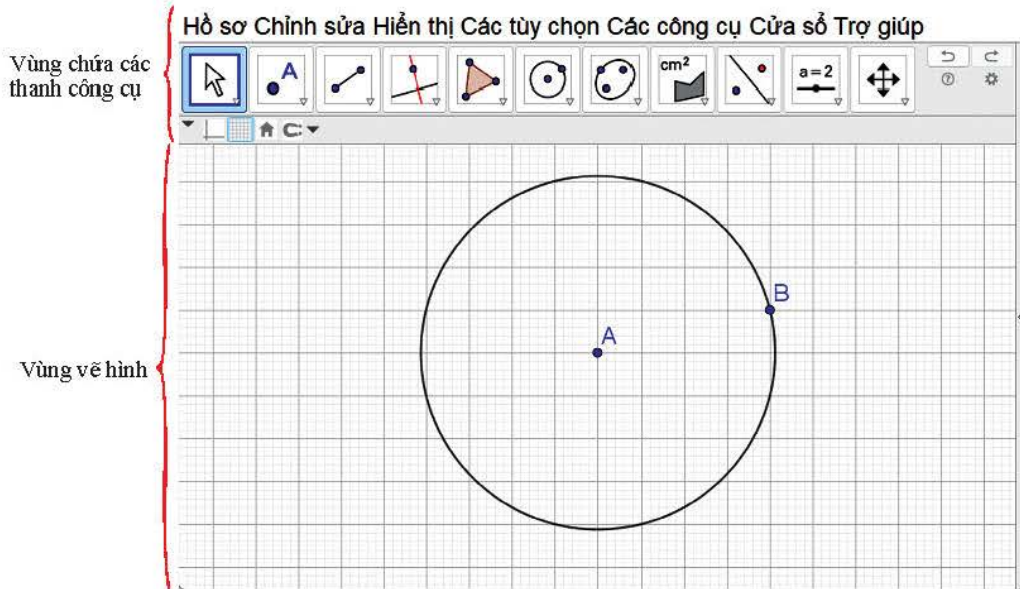 Hồ sơ Chỉnh sửa Hiển thị Các tùy chọn Các công cụ Cửa sổ Trợ giúp
Vùng chứa các
thanh công cụ
A
cm²
a=2
B
A
Vùng vẽ hình